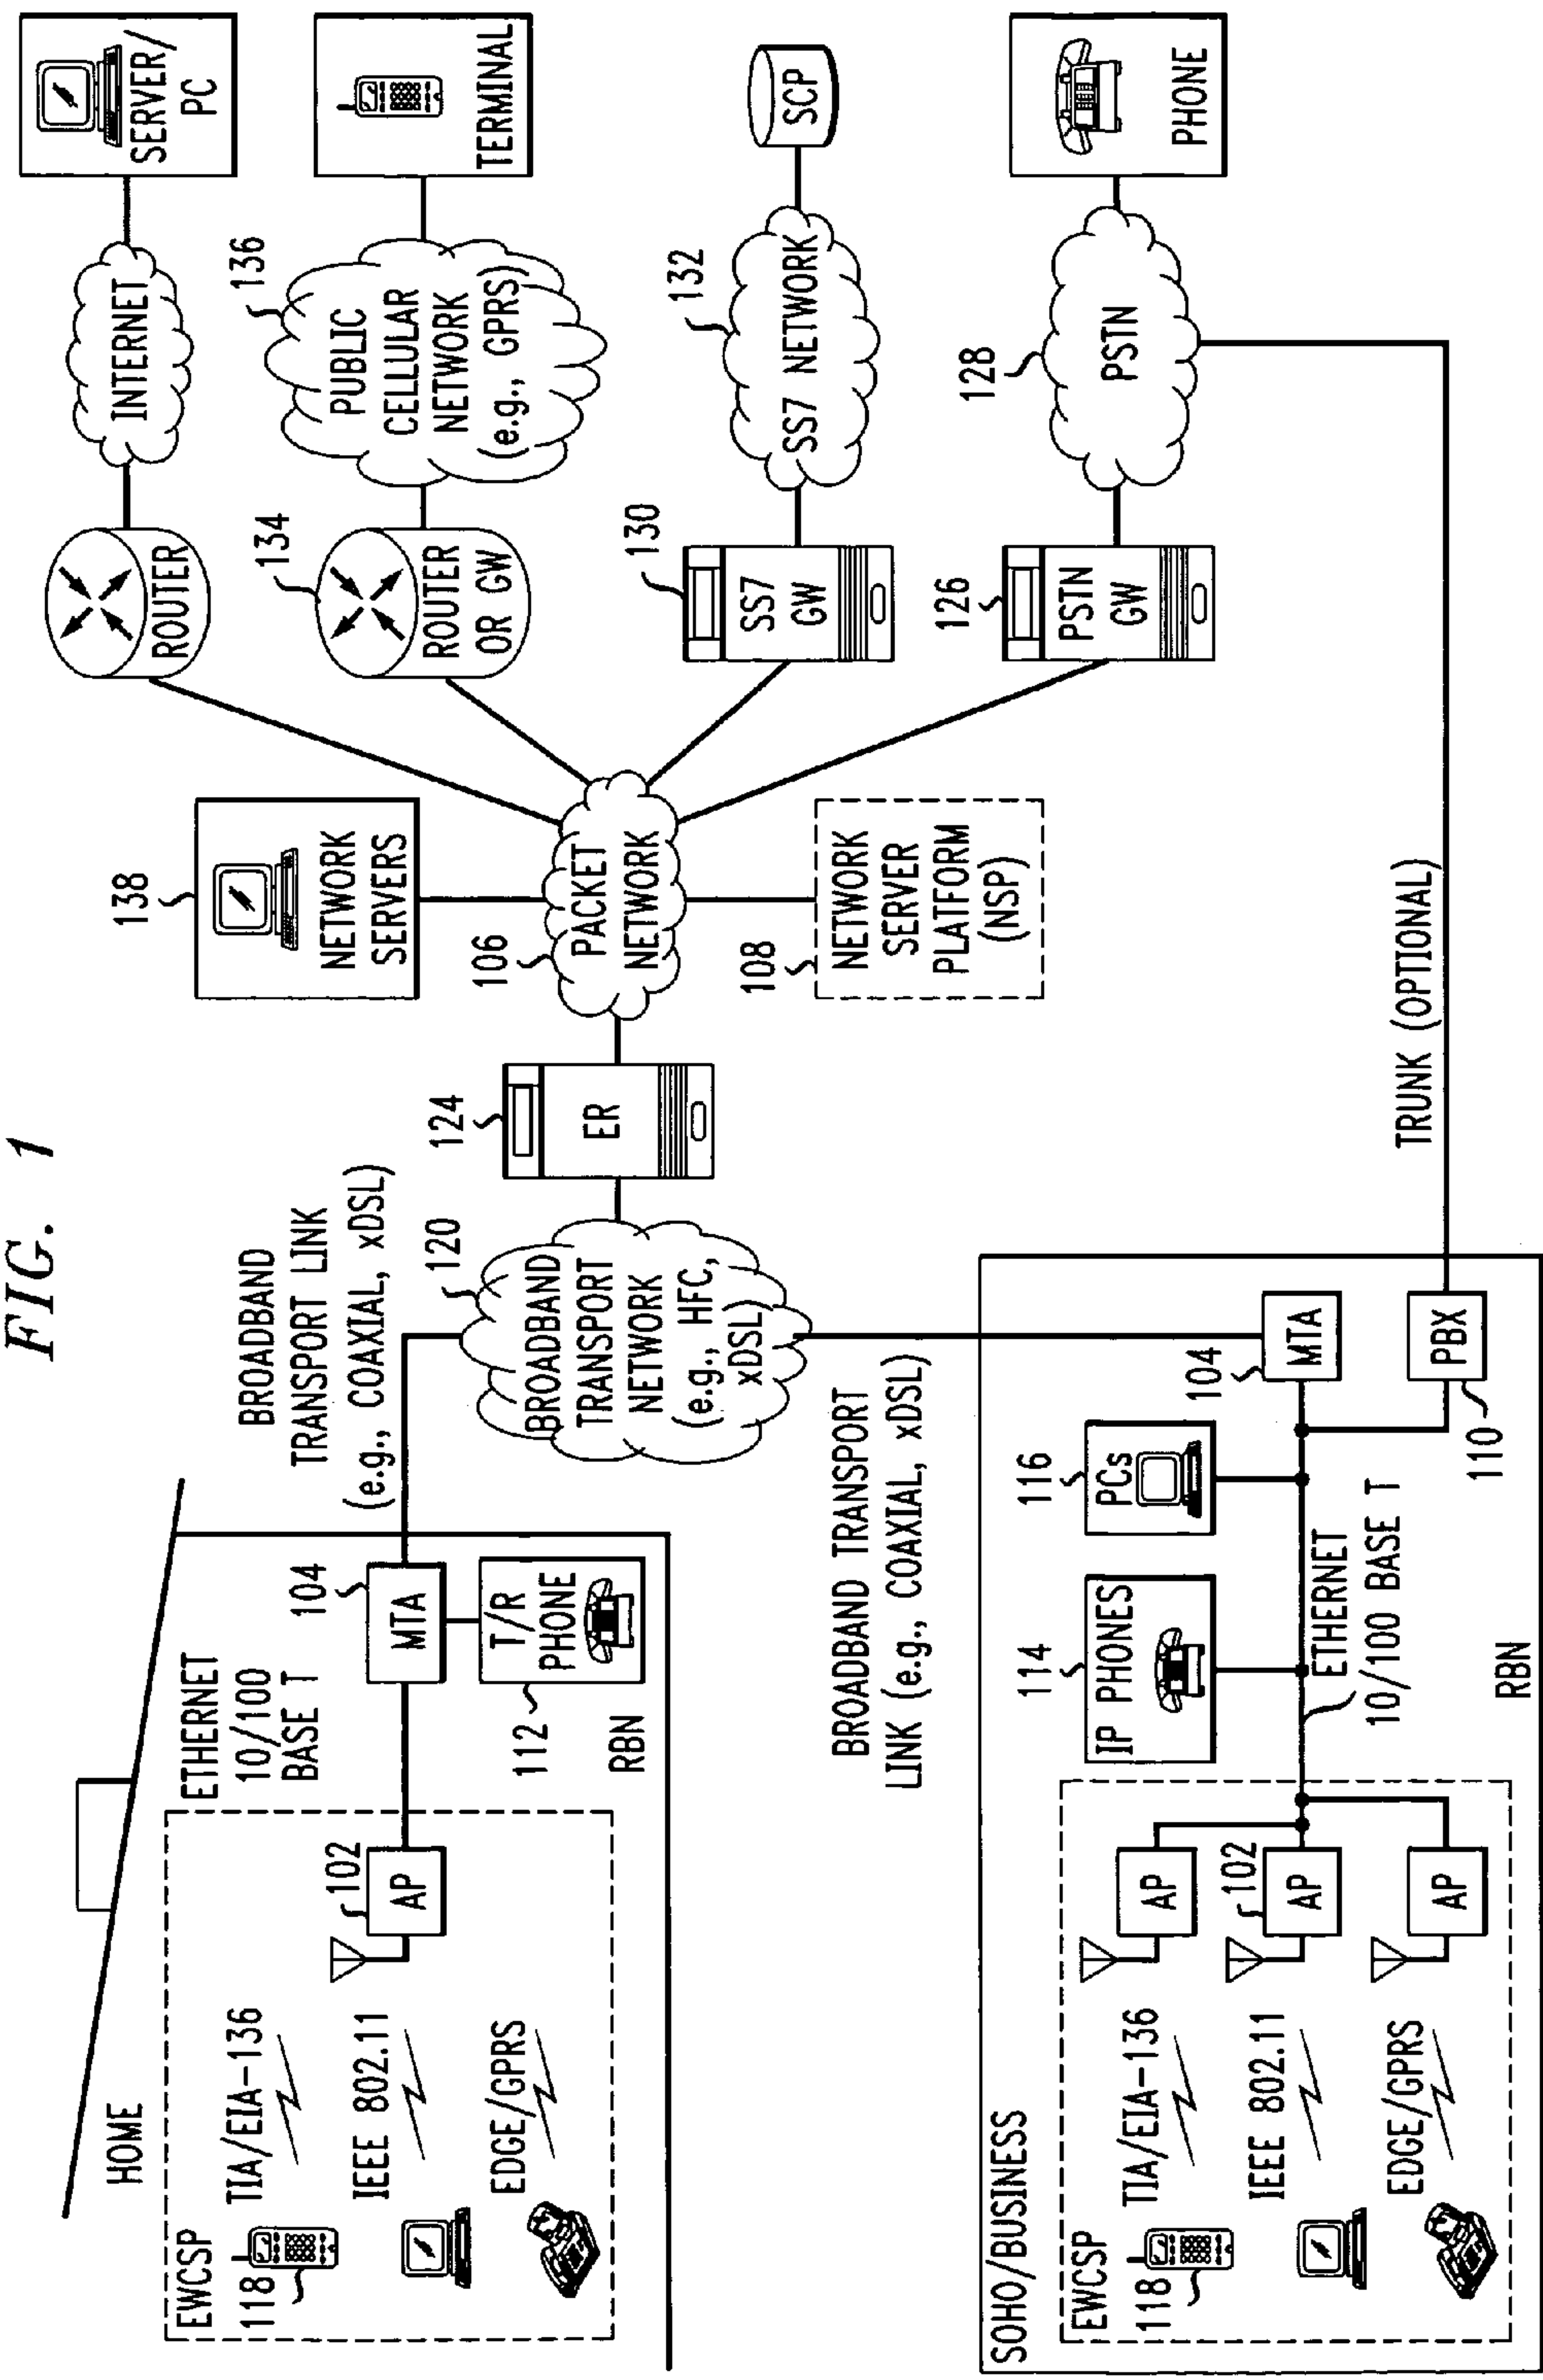 FIG. 1
HOME
EWCSP
118
TIA/EIA-136
IEEE 802.11
EDGE/GPRS
102
AP
ETHERNET
10/100
BASE T
104
MTA
112
T/R
PHONE
RBN
BROADBAND
TRANSPORT LINK
(e.g., COAXIAL, xDSL)
120
BROADBAND
TRANSPORT
NETWORK
(e.g., HFC,
xDSL)
124
ER
138
NETWORK
SERVERS
106
PACKET
NETWORK
108
NETWORK
SERVER
PLATFORM
(NSP)
ROUTER
INTERNET
SERVER/
PC
134
ROUTER
OR GW
136
PUBLIC
CELLULAR
NETWORK
(e.g., GPRS)
TERMINAL
130
SS7
GW
132
SS7 NETWORK
SCP
126
PSTN
GW
128
PSTN
PHONE
TRUNK (OPTIONAL)
BROADBAND TRANSPORT
LINK (e.g., COAXIAL, xDSL)
SOHO/BUSINESS
EWCSP
118
TIA/EIA-136
IEEE 802.11
EDGE/GPRS
AP
102
AP
AP
114
IP PHONES
116
PCs
104
MTA
PBX
110
ETHERNET
10/100 BASE T
RBN